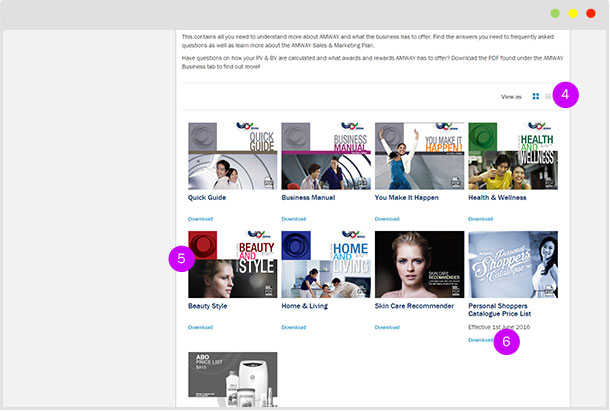 This contains all you need to understand more about AMWAY and what the business has to offer. Find the answers you need to frequently asked
questions as well as learn more about the AMWAY Sales & Marketing Plan.
Have questions on how your PV & BV are calculated and what awards and rewards AMWAY has to offer? Download the PDF found under the AMWAY
Business tab to find out more!
View as
4
QUICK
GUIDE
BUSINESS
MANUAL
YOU MAKE IT
HAPPEN!
HEALTH
AND
WELLNESS
Quick Guide
Business Manual
You Make It Happen
Health & Wellness
Download
Download
Download
Download
5
BEAUTY
AND
STYLE
HOME
AND
LIVING
SKIN CARE
RECOMMENDER
Personal
Shoppers
Catalogue
Beauty Style
Home & Living
Skin Care Recommender
Personal Shoppers
Catalogue Price List
Effective 1st June 2016
Download
Download
Download
Download
6
ABO
PRICE LIST